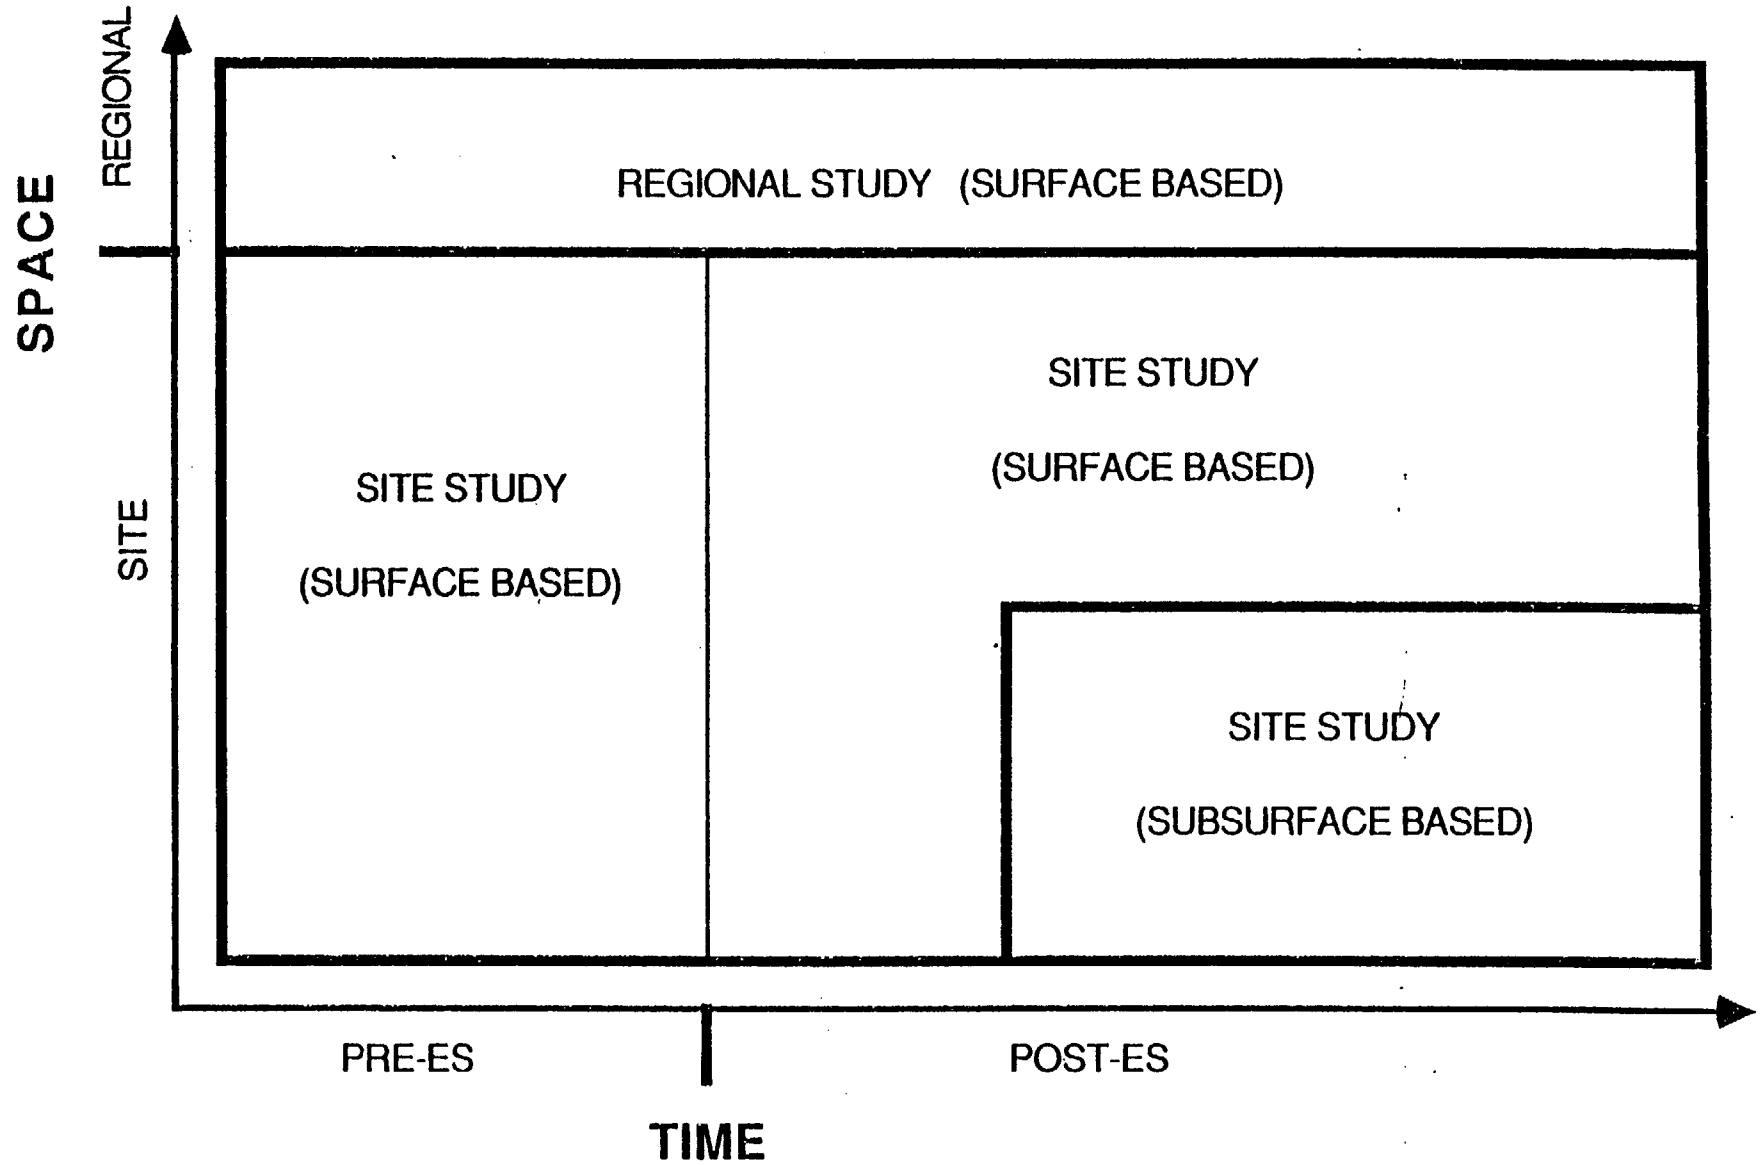 REGIONAL
SPACE
SITE
REGIONAL STUDY (SURFACE BASED)
SITE STUDY
(SURFACE BASED)
SITE STUDY
(SURFACE BASED)
SITE STUDY
(SUBSURFACE BASED)
PRE-ES
POST-ES
TIME